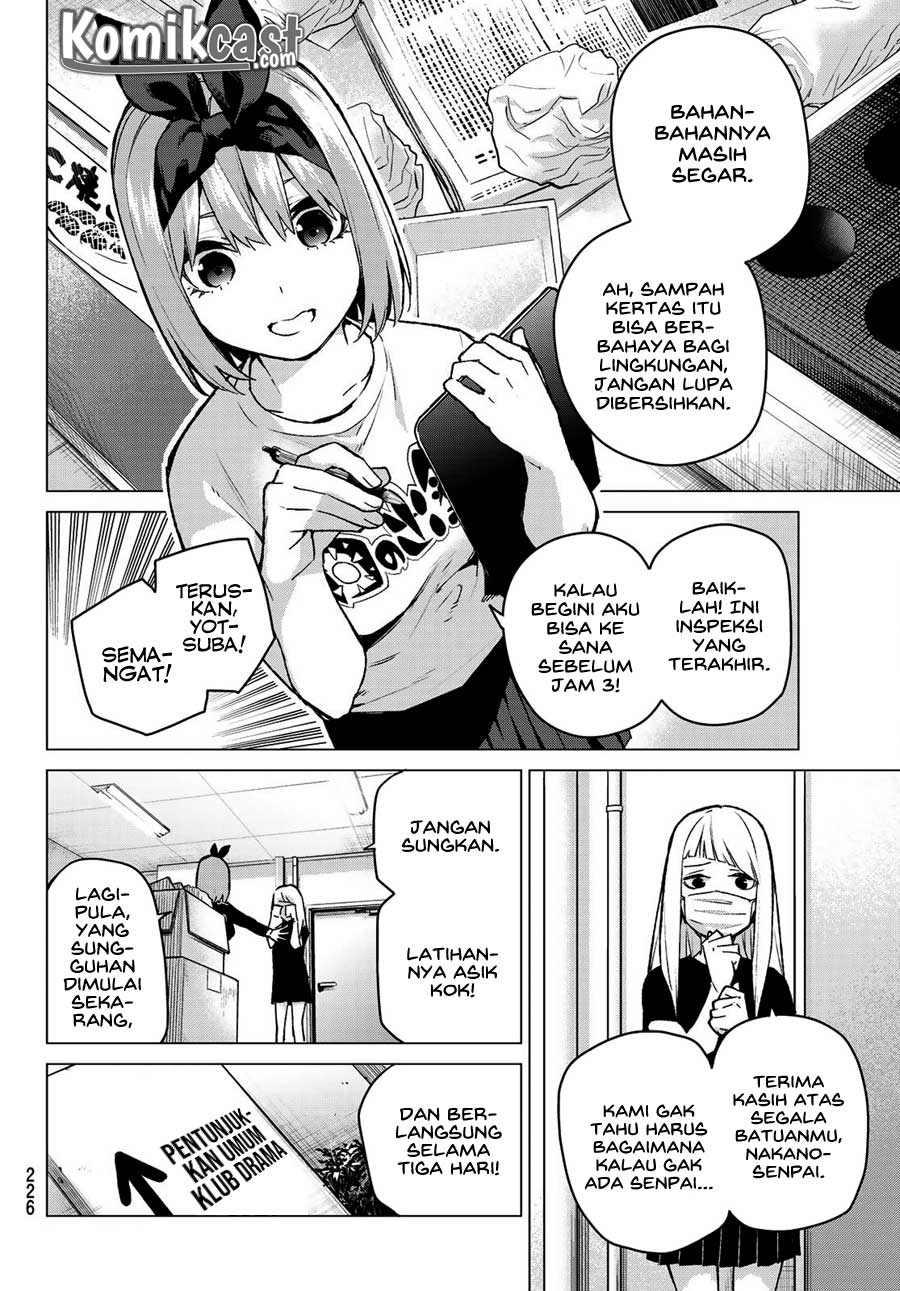 Komikcast
.com
BAHAN-
BAHANNYA
MASIH
SEGAR.
AH, SAMPAH
KERTAS ITU
BISA BER-
BAHAYA BAGI
LINGKUNGAN,
JANGAN LUPA
DIBERSIHKAN.
BAIK-
LAH! INI
INSPEKSI
YANG
TERAKHIR.
KALAU
BEGINI AKU
BISA KE
SANA
SEBELUM
JAM 3!
TERUS-
KAN,
YOT-
SUBA!
SEMA-
NGAT!
TERIMA
KASIH ATAS
SEGALA
BATUANMU,
NAKANO-
SENPAI.
KAMI GAK
TAHU HARUS
BAGAIMANA
KALAU GAK
ADA SENPAI...
JANGAN
SUNGKAN.
LATIHAN-
NYA ASIK
KOK!
LAGI-
PULA,
YANG
SUNG-
GUHAN
DIMULAI
SEKA-
RANG,
DAN BER-
LANGSUNG
SELAMA
TIGA HARI!
PENTUNJUK-
KAN UMUM
KLUB DRAMA
226